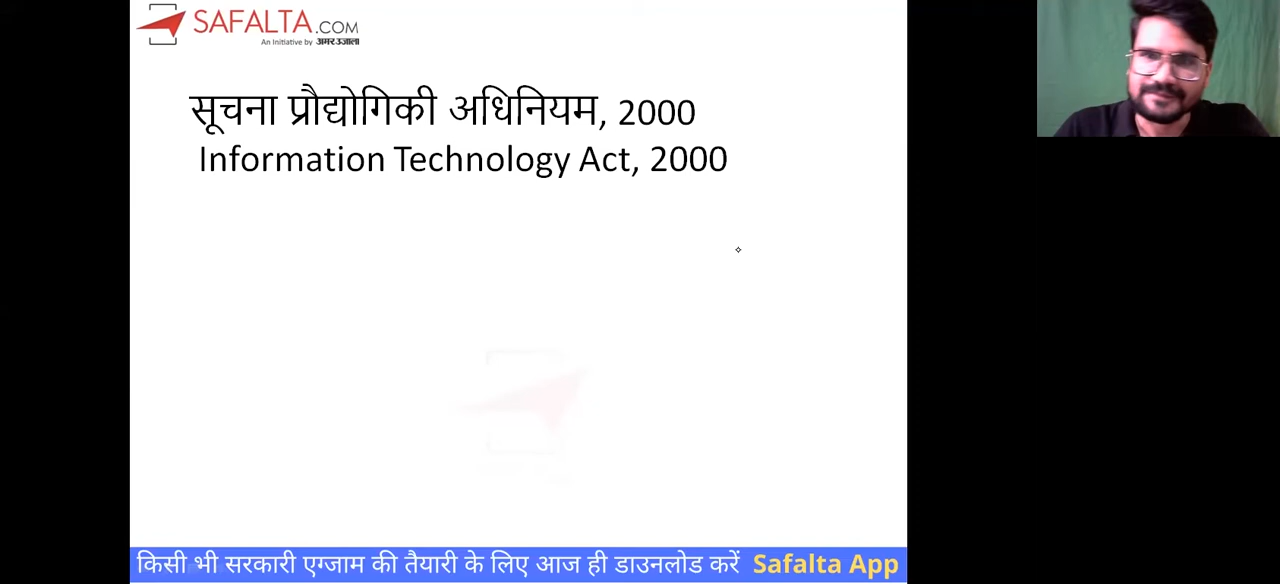 SAFALTA.COM
An Initiative by अमर उजाला
सूचना प्रौद्योगिकी अधिनियम, 2000
Information Technology Act, 2000
किसी भी सरकारी एग्जाम की तैयारी के लिए आज ही डाउनलोड करें Safalta App